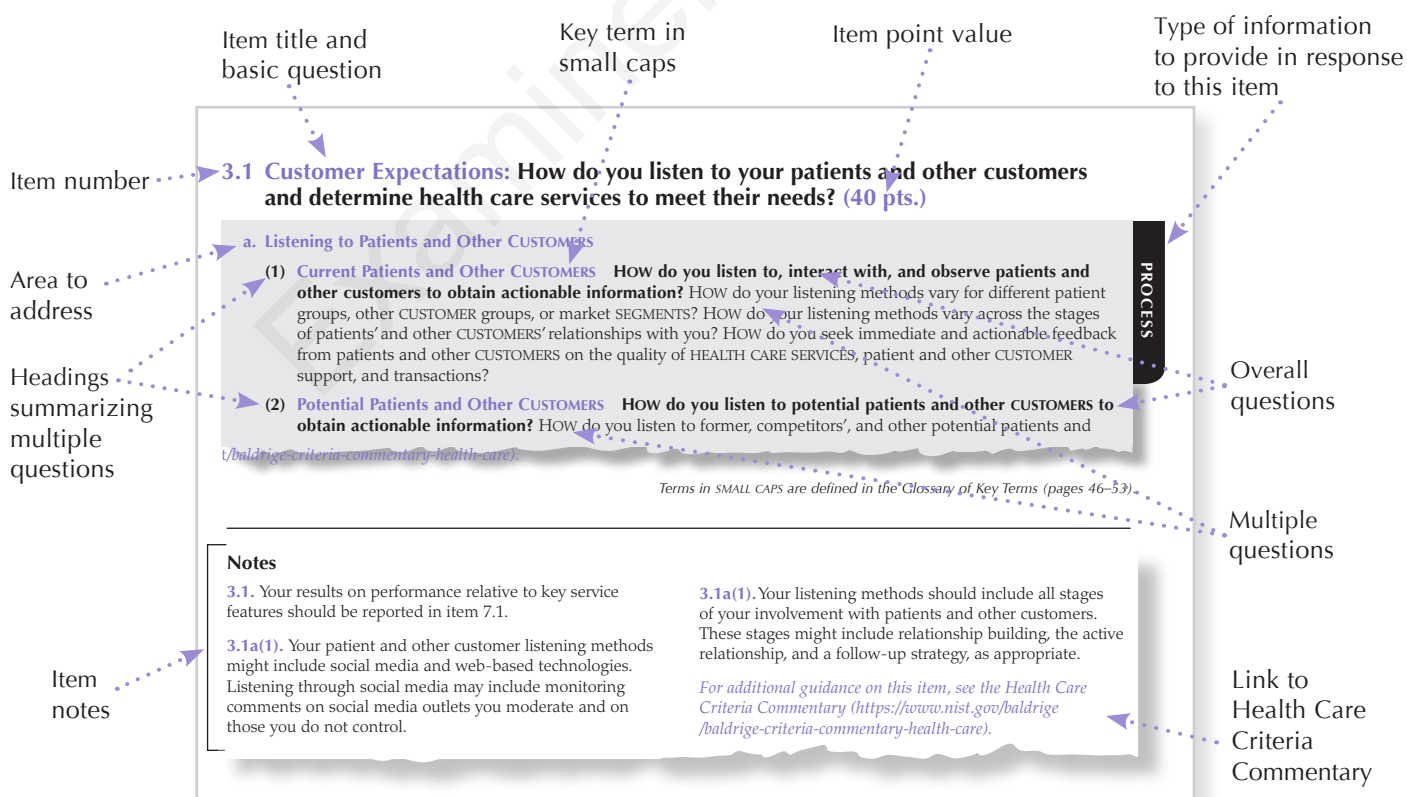 Item title and
basic question
Key term in
small caps
Item point value
Type of information
to provide in response
to this item
Item number
Area to
address
Headings
summarizing
multiple
questions
Item
notes
Overall
questions
Multiple
questions
Link to
Health Care
Criteria
Commentary
3.1 Customer Expectations: How do you listen to your patients and other customers
and determine health care services to meet their needs? (40 pts.)
a. Listening to Patients and Other CUSTOMERS
(1) Current Patients and Other CUSTOMERS HOW do you listen to, interact with, and observe patients and
other customers to obtain actionable information? HOW do your listening methods vary for different patient
groups, other CUSTOMER groups, or market SEGMENTS? HOW do your listening methods vary across the stages
of patients' and other CUSTOMERS' relationships with you? HOW do you seek immediate and actionable feedback
from patients and other CUSTOMERS on the quality of HEALTH CARE SERVICES, patient and other CUSTOMER
support, and transactions?
(2) Potential Patients and Other CUSTOMERS HOW do you listen to potential patients and other CUSTOMERS to
obtain actionable information? HOW do you listen to former, competitors', and other potential patients and
t/baldrige-criteria-commentary-health-care).
PROCESS
Terms in SMALL CAPS are defined in the Glossary of Key Terms (pages 46–53).
Notes
3.1. Your results on performance relative to key service
features should be reported in item 7.1.
3.1a(1). Your patient and other customer listening methods
might include social media and web-based technologies.
Listening through social media may include monitoring
comments on social media outlets you moderate and on
those you do not control.
3.1a(1). Your listening methods should include all stages
of your involvement with patients and other customers.
These stages might include relationship building, the active
relationship, and a follow-up strategy, as appropriate.
For additional guidance on this item, see the Health Care
Criteria Commentary (https://www.nist.gov/baldrige
/baldrige-criteria-commentary-health-care).
Examine